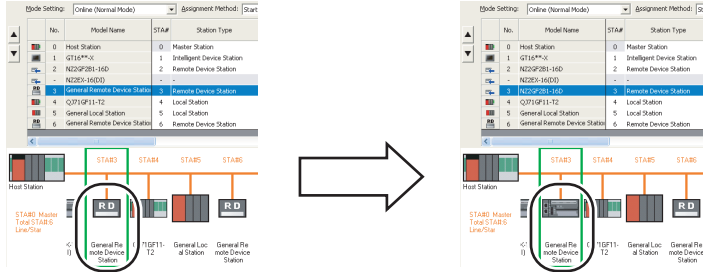 Mode Setting: Online (Normal Mode) Assignment Method: Start
No. Model Name STA# Station Type
0 Host Station 0 Master Station
1 GT16**-X 1 Intelligent Device Station
2 NZ2GF2B1-16D 2 Remote Device Station
- NZ2EX-16(DI) - -
3 General Remote Device Station 3 Remote Device Station
4 QJ71GF11-T2 4 Local Station
5 General Local Station 5 Local Station
6 General Remote Device Station 6 Remote Device Station
STA#3 STA#4 STA#5 STA#6
Host Station
STA#0 Master
Total STA#:6
Line/Star
RD RD
General Re
mote Device
Station
71GF11-
T2
General Loc
al Station
General Re
mote Device
Station
Mode Setting: Online (Normal Mode) Assignment Method: St
No. Model Name STA# Station
0 Host Station 0 Master Station
1 GT16**-X 1 Intelligent Device Station
2 NZ2GF2B1-16D 2 Remote Device Station
- NZ2EX-16(DI) - -
3 NZ2GF2B1-16D 3 Remote Device Station
4 QJ71GF11-T2 4 Local Station
5 General Local Station 5 Local Station
6 General Remote Device Station 6 Remote Device Station
STA#3 STA#4 STA#5 STA#6
Host Station
STA#0 Master
Total STA#:6
Line/Star
RD
General Re
mote Device
Station
71GF11-
T2
General Loc
al Station
General Re
mote Device
Station